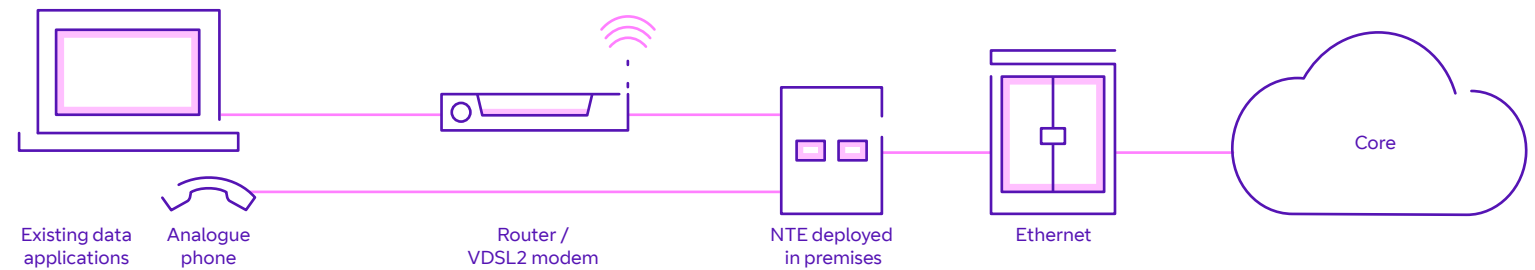 Core
Existing data
applications
Analogue
phone
Router /
VDSL2 modem
NTE deployed
in premises
Ethernet